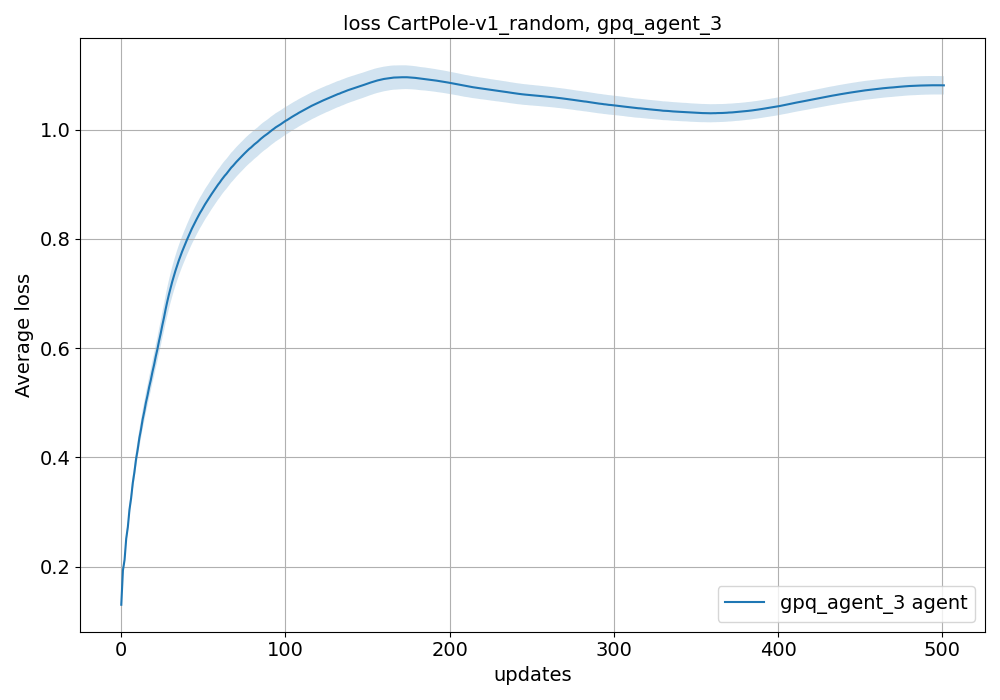 loss CartPole-v1_random, gpq_agent_3
Average loss
1.0
0.8
0.6
0.4
0.2
0 100 200 300 400 500
updates
gpq_agent_3 agent